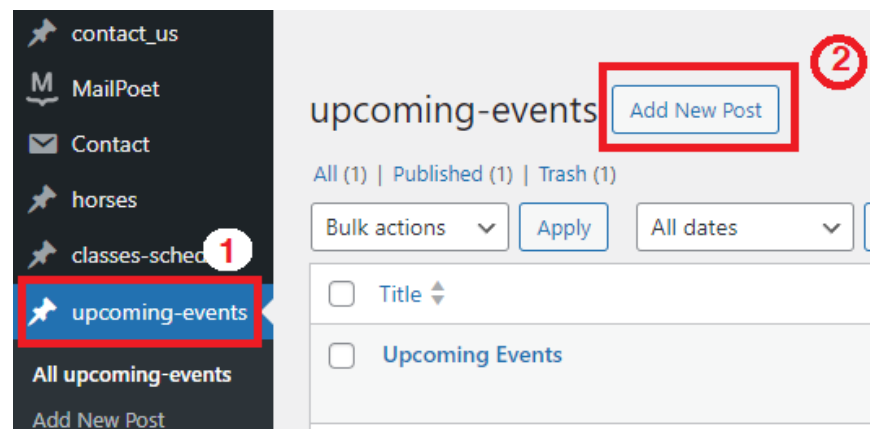 contact_us
M MailPoet
Contact
horses
classes-sched
1
upcoming-events
All upcoming-events
Add New Post
2
upcoming-events Add New Post
All (1) | Published (1) | Trash (1)
Bulk actions Apply All dates
Title
Upcoming Events